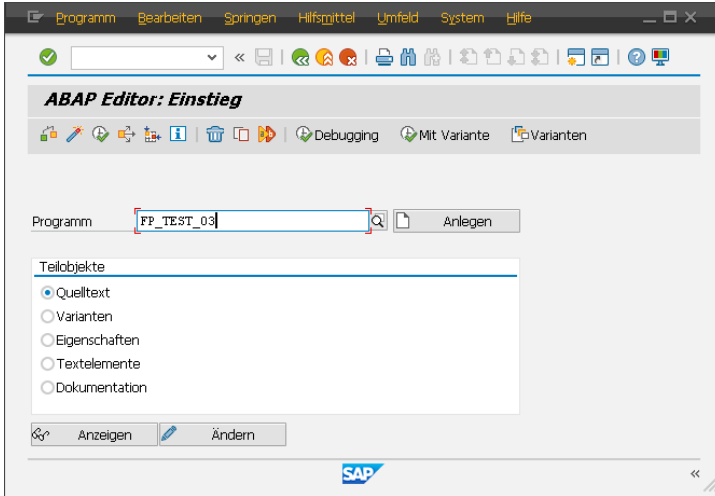 Programm Bearbeiten Springen Hilfsmittel Umfeld System Hilfe
ABAP Editor: Einstieg
Debugging Mit Variante Varianten
Programm FP_TEST_03 Anlegen
Teilobjekte
Quelltext
Varianten
Eigenschaften
Textelemente
Dokumentation
Anzeigen Ändern
SAP